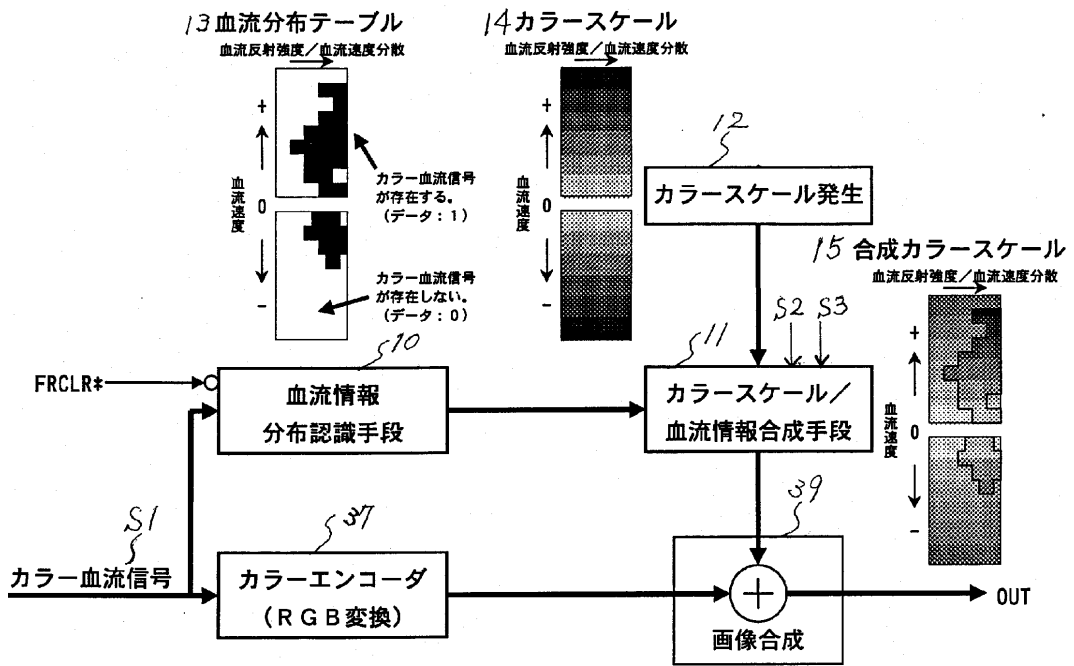 13 血流分布テーブル
血流反射強度／血流速度分散
+
血流速度
0
-
カラー血流信号
が存在する。
(データ：1)
カラー血流信号
が存在しない。
(データ：0)
14 カラースケール
血流反射強度／血流速度分散
+
血流速度
0
-
12
カラースケール発生
15 合成カラースケール
血流反射強度／血流速度分散
+
血流速度
0
-
S2
S3
10
11
FRCLR*
血流情報
分布認識手段
カラースケール／
血流情報合成手段
S1
カラー血流信号
37
カラーエンコーダ
(RGB変換)
39
+
画像合成
OUT